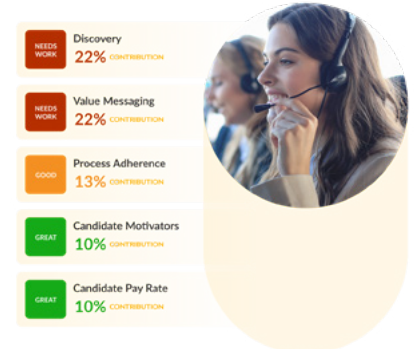 NEEDS
WORK
Discovery
22% CONTRIBUTION
NEEDS
WORK
Value Messaging
22% CONTRIBUTION
GOOD
Process Adherence
13% CONTRIBUTION
GREAT
Candidate Motivators
10% CONTRIBUTION
GREAT
Candidate Pay Rate
10% CONTRIBUTION